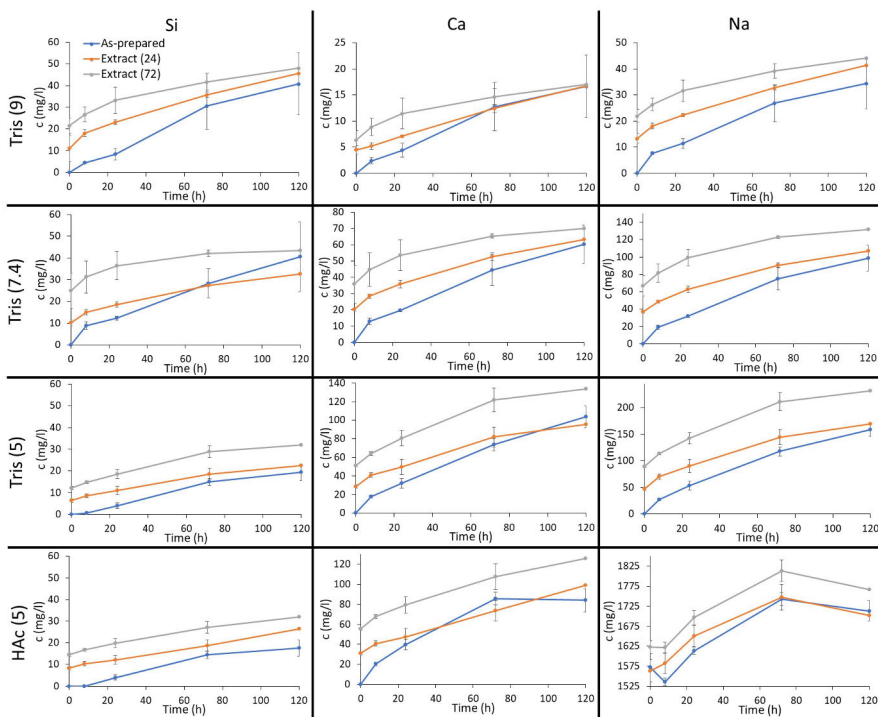 Si
Ca
Na
Tris (9)
c (mg/l)
60
50
40
30
20
10
0
As-prepared
Extract (24)
Extract (72)
0 20 40 60 80 100 120
Time (h)
c (mg/l)
25
20
15
10
5
0
0 20 40 60 80 100 120
Time (h)
c (mg/l)
50
40
30
20
10
0
0 20 40 60 80 100 120
Time (h)
Tris (7.4)
c (mg/l)
60
50
40
30
20
10
0
0 20 40 60 80 100 120
Time (h)
c (mg/l)
80
70
60
50
40
30
20
10
0
0 20 40 60 80 100 120
Time (h)
c (mg/l)
140
120
100
80
60
40
20
0
0 20 40 60 80 100 120
Time (h)
Tris (5)
c (mg/l)
60
50
40
30
20
10
0
0 20 40 60 80 100 120
Time (h)
c (mg/l)
140
120
100
80
60
40
20
0
0 20 40 60 80 100 120
Time (h)
c (mg/l)
200
150
100
50
0
0 20 40 60 80 100 120
Time (h)
HAc (5)
c (mg/l)
60
50
40
30
20
10
0
0 20 40 60 80 100 120
Time (h)
c (mg/l)
120
100
80
60
40
20
0
0 20 40 60 80 100 120
Time (h)
c (mg/l)
1825
1775
1725
1675
1625
1575
1525
0 20 40 60 80 100 120
Time (h)